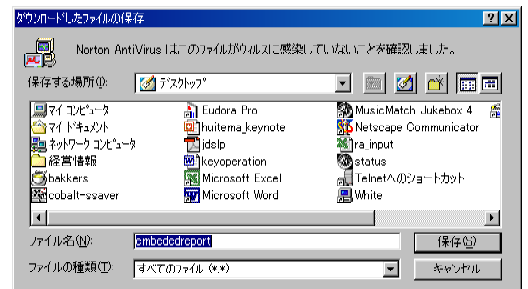 ダウンロードしたファイルの保存
Norton AntiVirus はこのファイルがウィルスに感染していないことを確認しました。
保存する場所(I):
デスクトップ
マイ コンピュータ
マイ ドキュメント
ネットワーク コンピュータ
経営情報
bakkers
cobalt-ssaver
Eudora Pro
huitema_keynote
jdslp
keyoperation
Microsoft Excel
Microsoft Word
MusicMatch Jukebox 4
Netscape Communicator
ra_input
status
Telnetへのショートカット
White
ファイル名(N):
embeddedreport
保存(S)
ファイルの種類(T):
すべてのファイル (*.*)
キャンセル